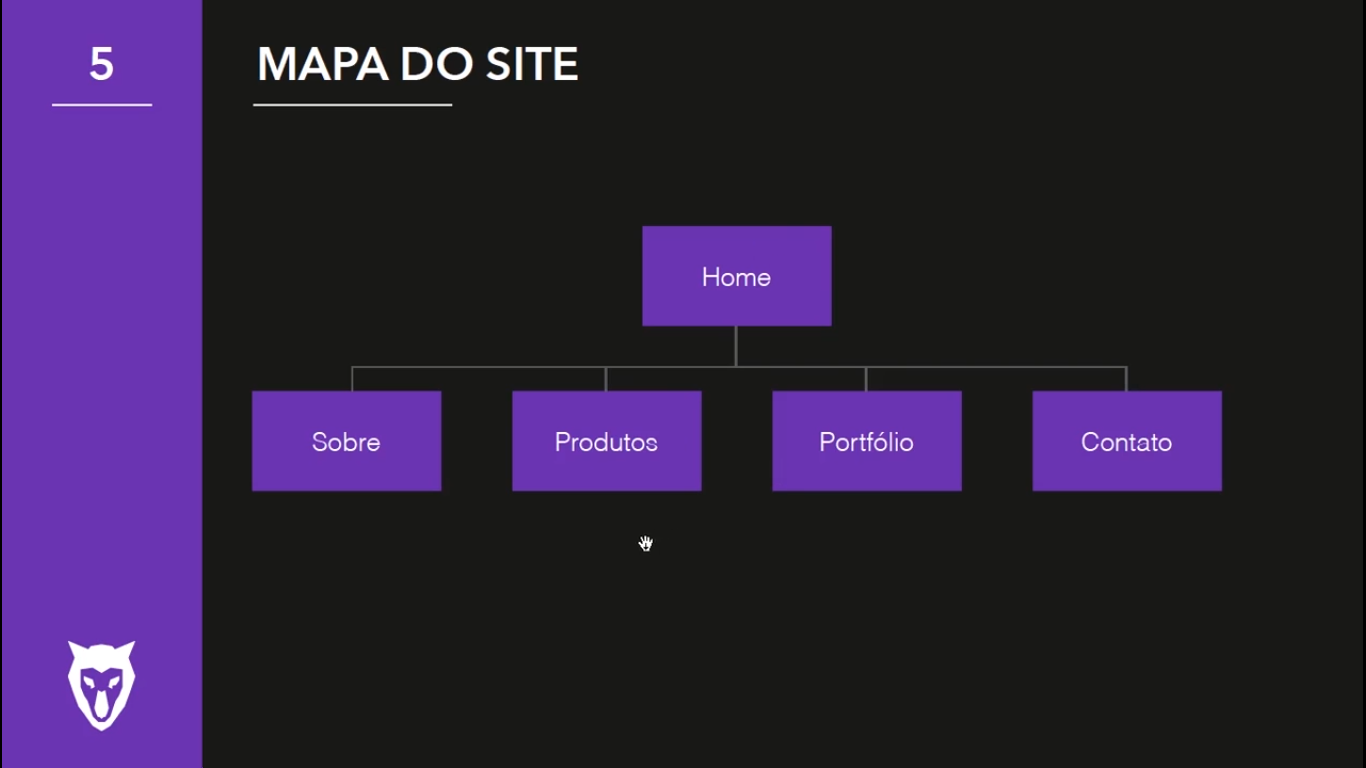 5
MAPA DO SITE
Home
Sobre
Produtos
Portfólio
Contato